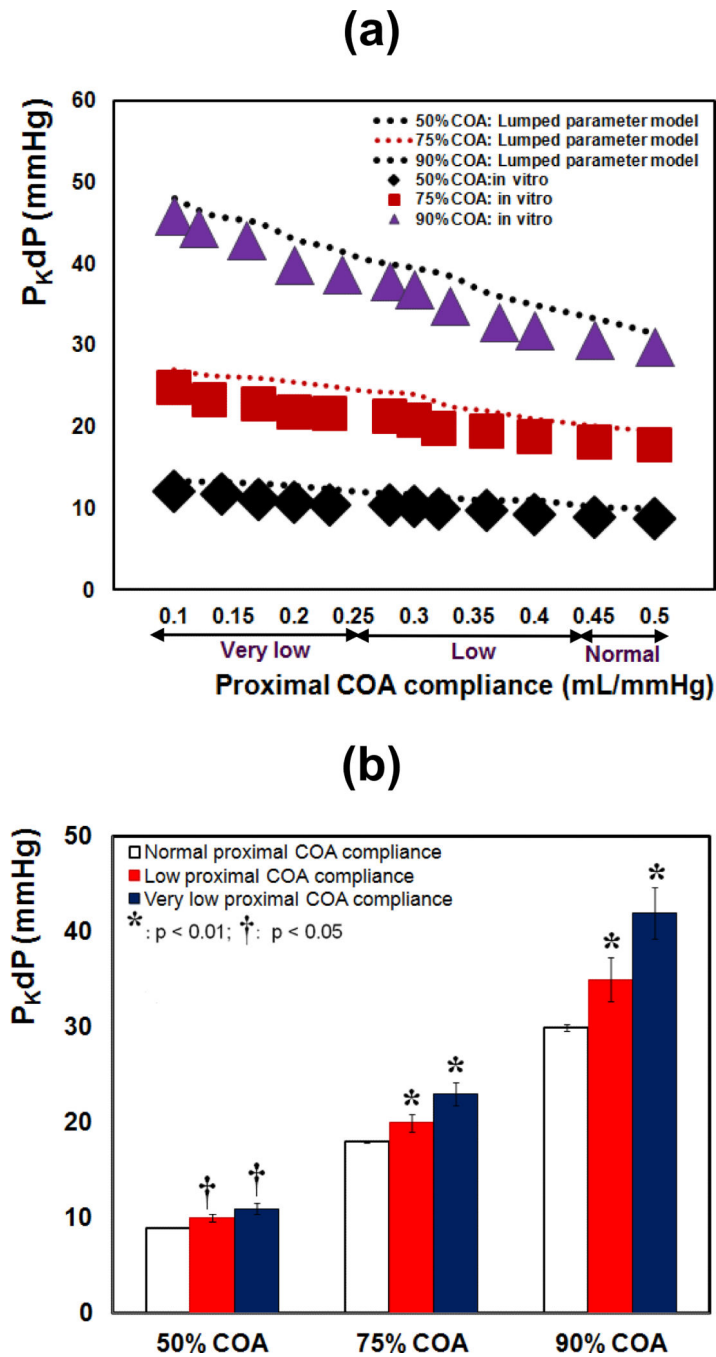 (a)
P_KdP (mmHg)
60
50
40
30
20
10
0
50%COA: Lumped parameter model
75%COA: Lumped parameter model
90%COA: Lumped parameter model
50%COA:in vitro
75%COA: in vitro
90%COA: in vitro
0.1 0.15 0.2 0.25 0.3 0.35 0.4 0.45 0.5
Very low Low Normal
Proximal COA compliance (mL/mmHg)
(b)
P_KdP (mmHg)
50
40
30
20
10
0
Normal proximal COA compliance
Low proximal COA compliance
Very low proximal COA compliance
*: p < 0.01; †: p < 0.05
† † * * * *
50% COA 75% COA 90% COA